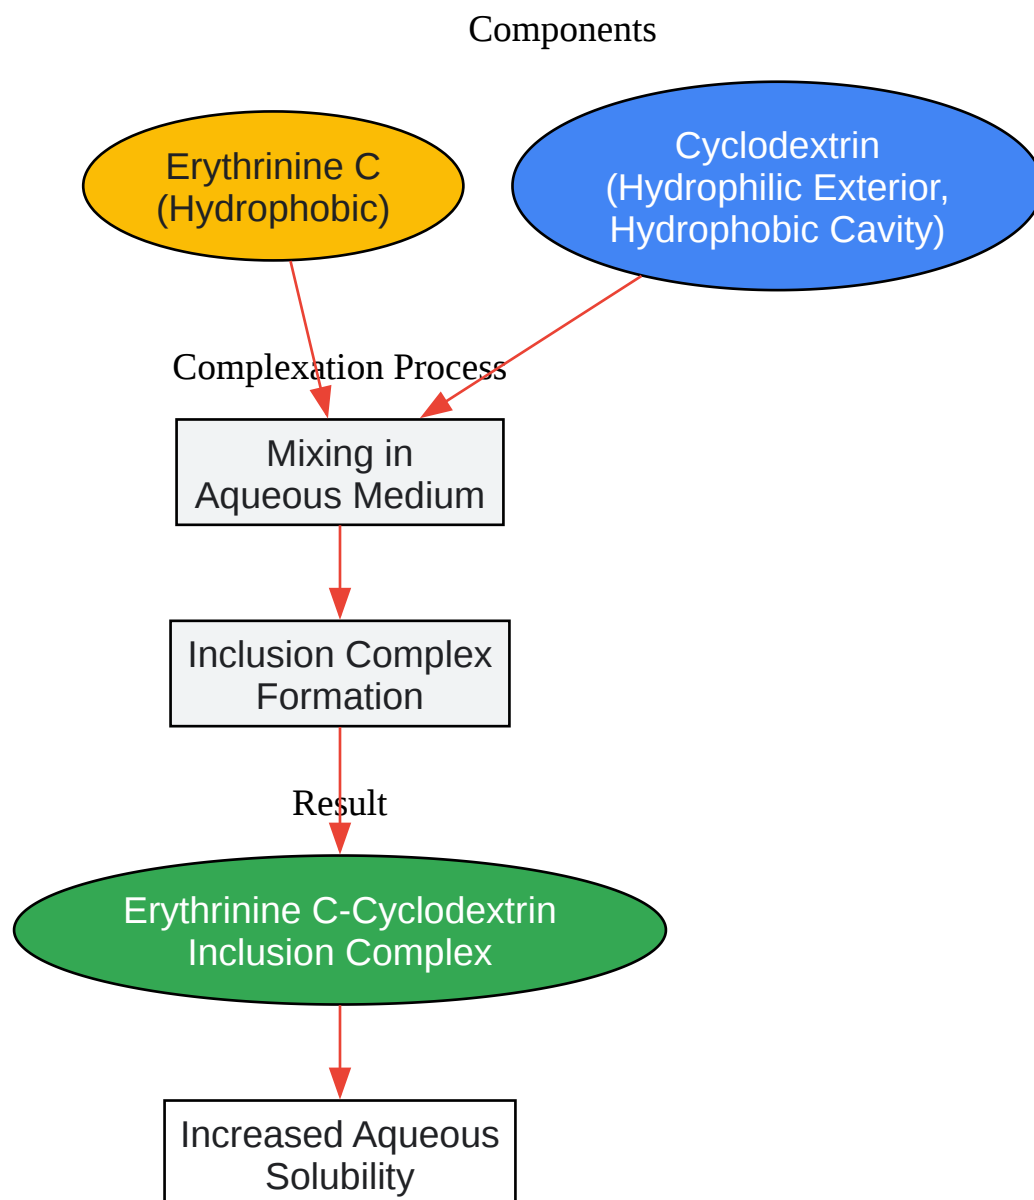 Components
Erythrinine C
(Hydrophobic)
Cyclodextrin
(Hydrophilic Exterior,
Hydrophobic Cavity)
Complexation Process
Mixing in
Aqueous Medium
Inclusion Complex
Formation
Result
Erythrinine C-Cyclodextrin
Inclusion Complex
Increased Aqueous
Solubility